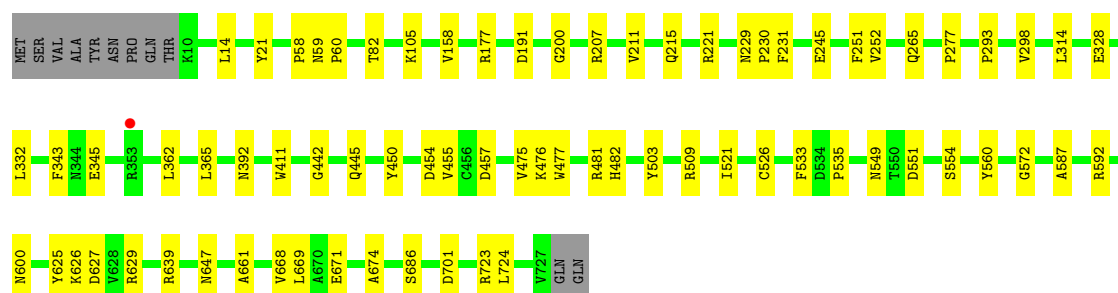 MET SER VAL ALA TYR ASN PRO GLN THR K10 L14 Y21 P58 N59 P60 T82 K105 V158 R177 D191 G200 R207 V211 Q215 R221 N229 P230 F231 E245 F251 V252 Q265 P277 P293 V298 L314 E328
L332 F343 N344 E345 R353 L362 L365 N392 W411 G442 Q445 Y450 D454 V455 C456 D457 V475 K476 W477 R481 H482 Y503 R509 I521 C526 F533 D534 P535 N549 T550 D551 S554 Y560 G572 A587 R592
N600 Y625 K626 D627 V628 R629 R639 N647 A661 V668 L669 A670 E671 A674 S686 D701 R723 L724 V727 GLN GLN